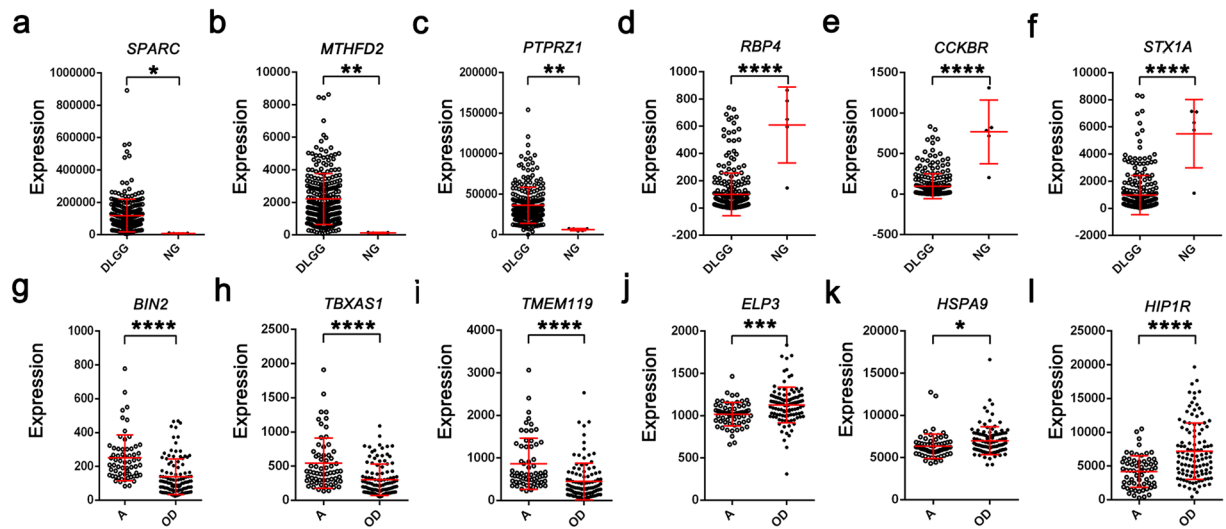 a
SPARC
*
Expression
1000000
900000
800000
700000
600000
500000
400000
300000
200000
100000
0
DLGG
NG
b
MTHFD2
**
Expression
10000
8000
6000
4000
2000
0
DLGG
NG
c
PTPRZ1
**
Expression
200000
150000
100000
50000
0
DLGG
NG
d
RBP4
****
Expression
1000
800
600
400
200
0
-200
DLGG
NG
e
CCKBR
****
Expression
1500
1000
500
0
-500
DLGG
NG
f
STX1A
****
Expression
10000
8000
6000
4000
2000
0
-2000
DLGG
NG
g
BIN2
****
Expression
1000
800
600
400
200
0
A
OD
h
TBXAS1
****
Expression
2500
2000
1500
1000
500
0
A
OD
i
TMEM119
****
Expression
4000
3000
2000
1000
0
A
OD
j
ELP3
***
Expression
2000
1500
1000
500
0
A
OD
k
HSPA9
*
Expression
20000
15000
10000
5000
0
A
OD
l
HIP1R
****
Expression
25000
20000
15000
10000
5000
0
A
OD